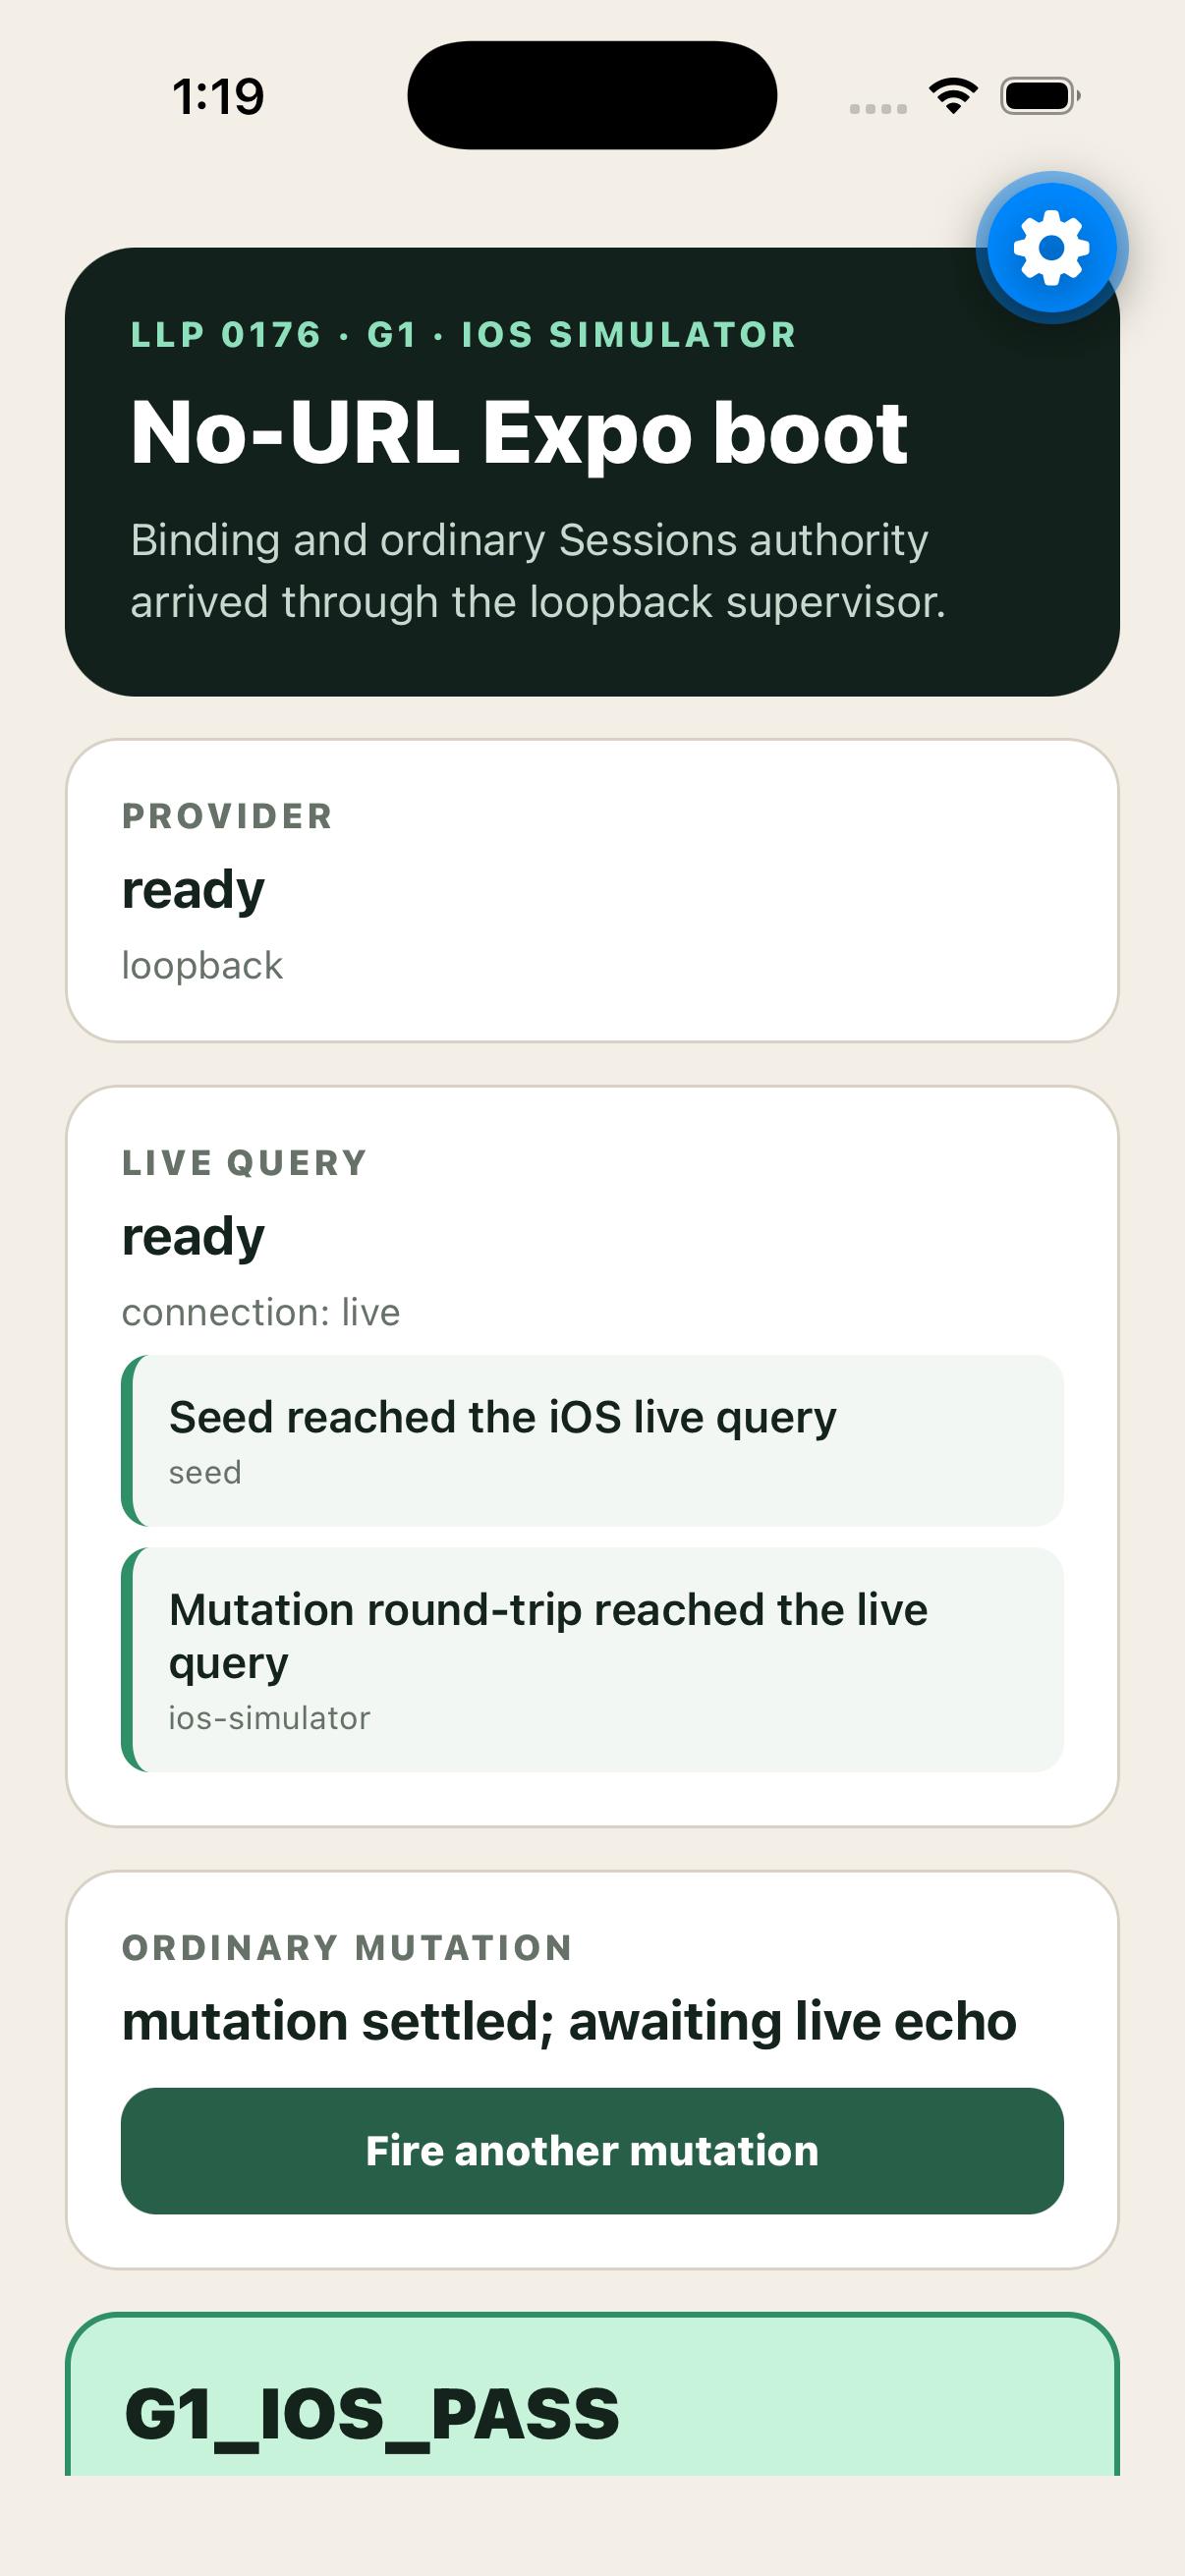 1:19
LLP 0176 · G1 · IOS SIMULATOR
No-URL Expo boot
Binding and ordinary Sessions authority
arrived through the loopback supervisor.
PROVIDER
ready
loopback
LIVE QUERY
ready
connection: live
Seed reached the iOS live query
seed
Mutation round-trip reached the live
query
ios-simulator
ORDINARY MUTATION
mutation settled; awaiting live echo
Fire another mutation
G1_IOS_PASS